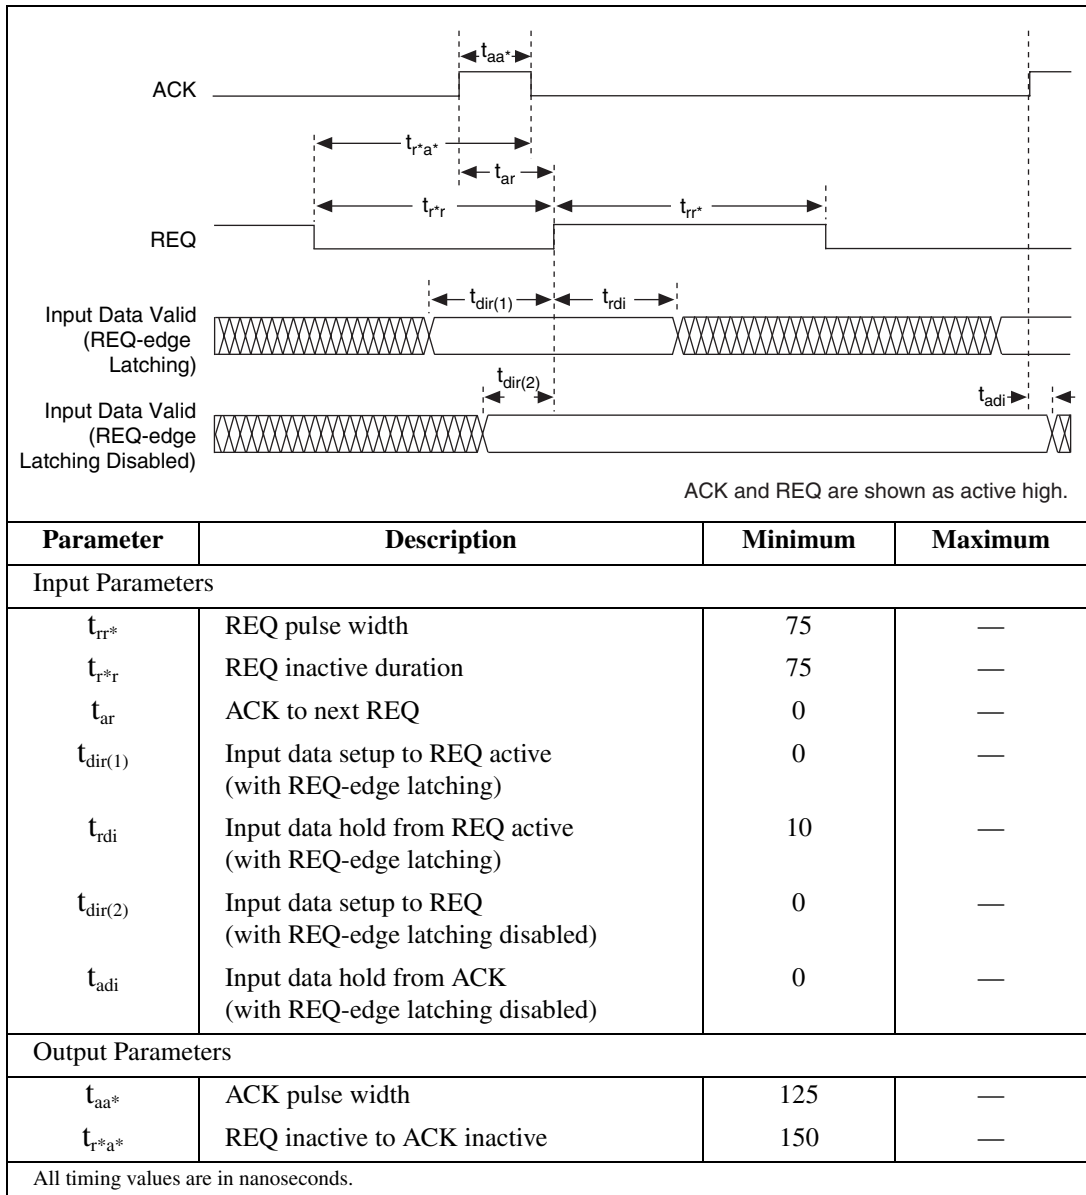 t_aa*
ACK
t_r*a*
t_ar
t_r*r
t_rr*
REQ
t_dir(1)
t_rdi
Input Data Valid
(REQ-edge
Latching)
t_dir(2)
t_adi
Input Data Valid
(REQ-edge
Latching Disabled)
ACK and REQ are shown as active high.
Parameter Description Minimum Maximum
Input Parameters
t_rr* REQ pulse width 75 —
t_r*r REQ inactive duration 75 —
t_ar ACK to next REQ 0 —
t_dir(1) Input data setup to REQ active 0 —
(with REQ-edge latching)
t_rdi Input data hold from REQ active 10 —
(with REQ-edge latching)
t_dir(2) Input data setup to REQ 0 —
(with REQ-edge latching disabled)
t_adi Input data hold from ACK 0 —
(with REQ-edge latching disabled)
Output Parameters
t_aa* ACK pulse width 125 —
t_r*a* REQ inactive to ACK inactive 150 —
All timing values are in nanoseconds.